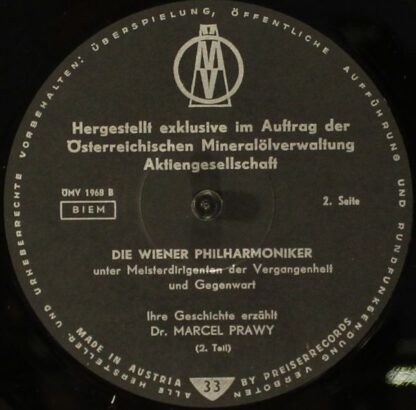 ALLE HERSTELLER- UND URHEBERRECHTE VORBEHALTEN: ÜBERSPIELUNG, ÖFFENTLICHE AUFFÜHRUNG UND RUNDFUNKSENDUNG VERBOTEN
ÖMV
Hergestellt exklusive im Auftrag der
Österreichischen Mineralölverwaltung
Aktiengesellschaft
ÖMV 1968 B
BIEM
2. Seite
DIE WIENER PHILHARMONIKER
unter Meisterdirigenten der Vergangenheit
und Gegenwart
Ihre Geschichte erzählt
Dr. MARCEL PRAWY
(2. Teil)
MADE IN AUSTRIA 33 BY PREISERRECORDS